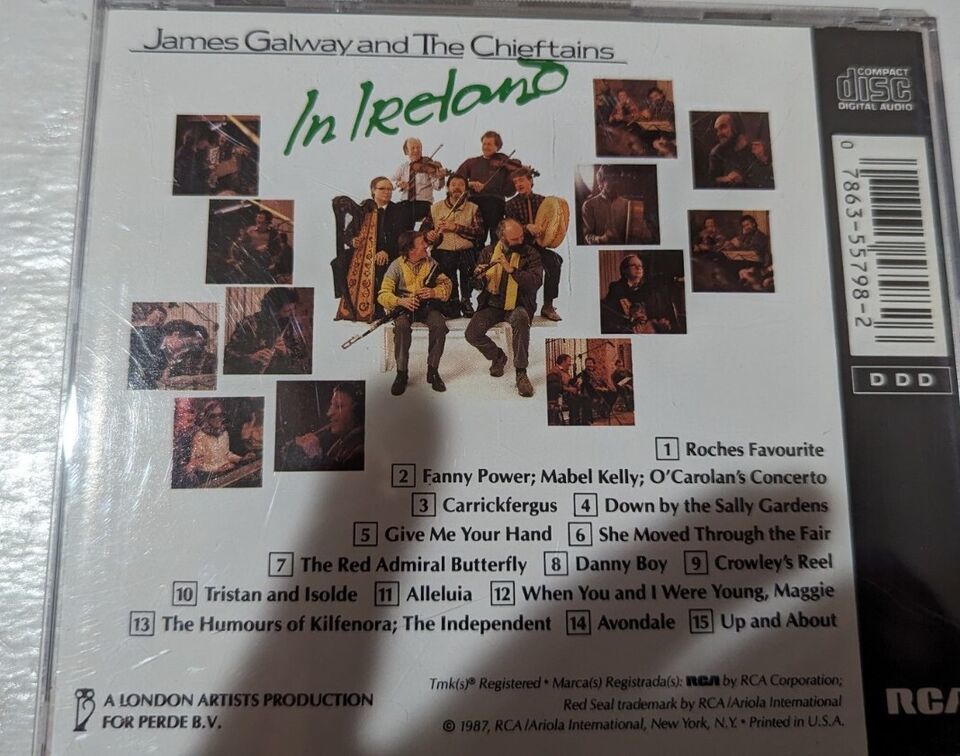 James Galway and The Chieftains
In Ireland
COMPACT
disc
DIGITAL AUDIO
0 7863-55798-2
DDD
1 Roches Favourite
2 Fanny Power; Mabel Kelly; O'Carolan's Concerto
3 Carrickfergus 4 Down by the Sally Gardens
5 Give Me Your Hand 6 She Moved Through the Fair
7 The Red Admiral Butterfly 8 Danny Boy 9 Crowley's Reel
10 Tristan and Isolde 11 Alleluia 12 When You and I Were Young, Maggie
13 The Humours of Kilfenora; The Independent 14 Avondale 15 Up and About
A LONDON ARTISTS PRODUCTION
FOR PERDE B.V.
Tmk(s)® Registered • Marca(s) Registrada(s): RCA by RCA Corporation;
Red Seal trademark by RCA/Ariola International
© 1987, RCA/Ariola International, New York, N.Y. • Printed in U.S.A.
RCA